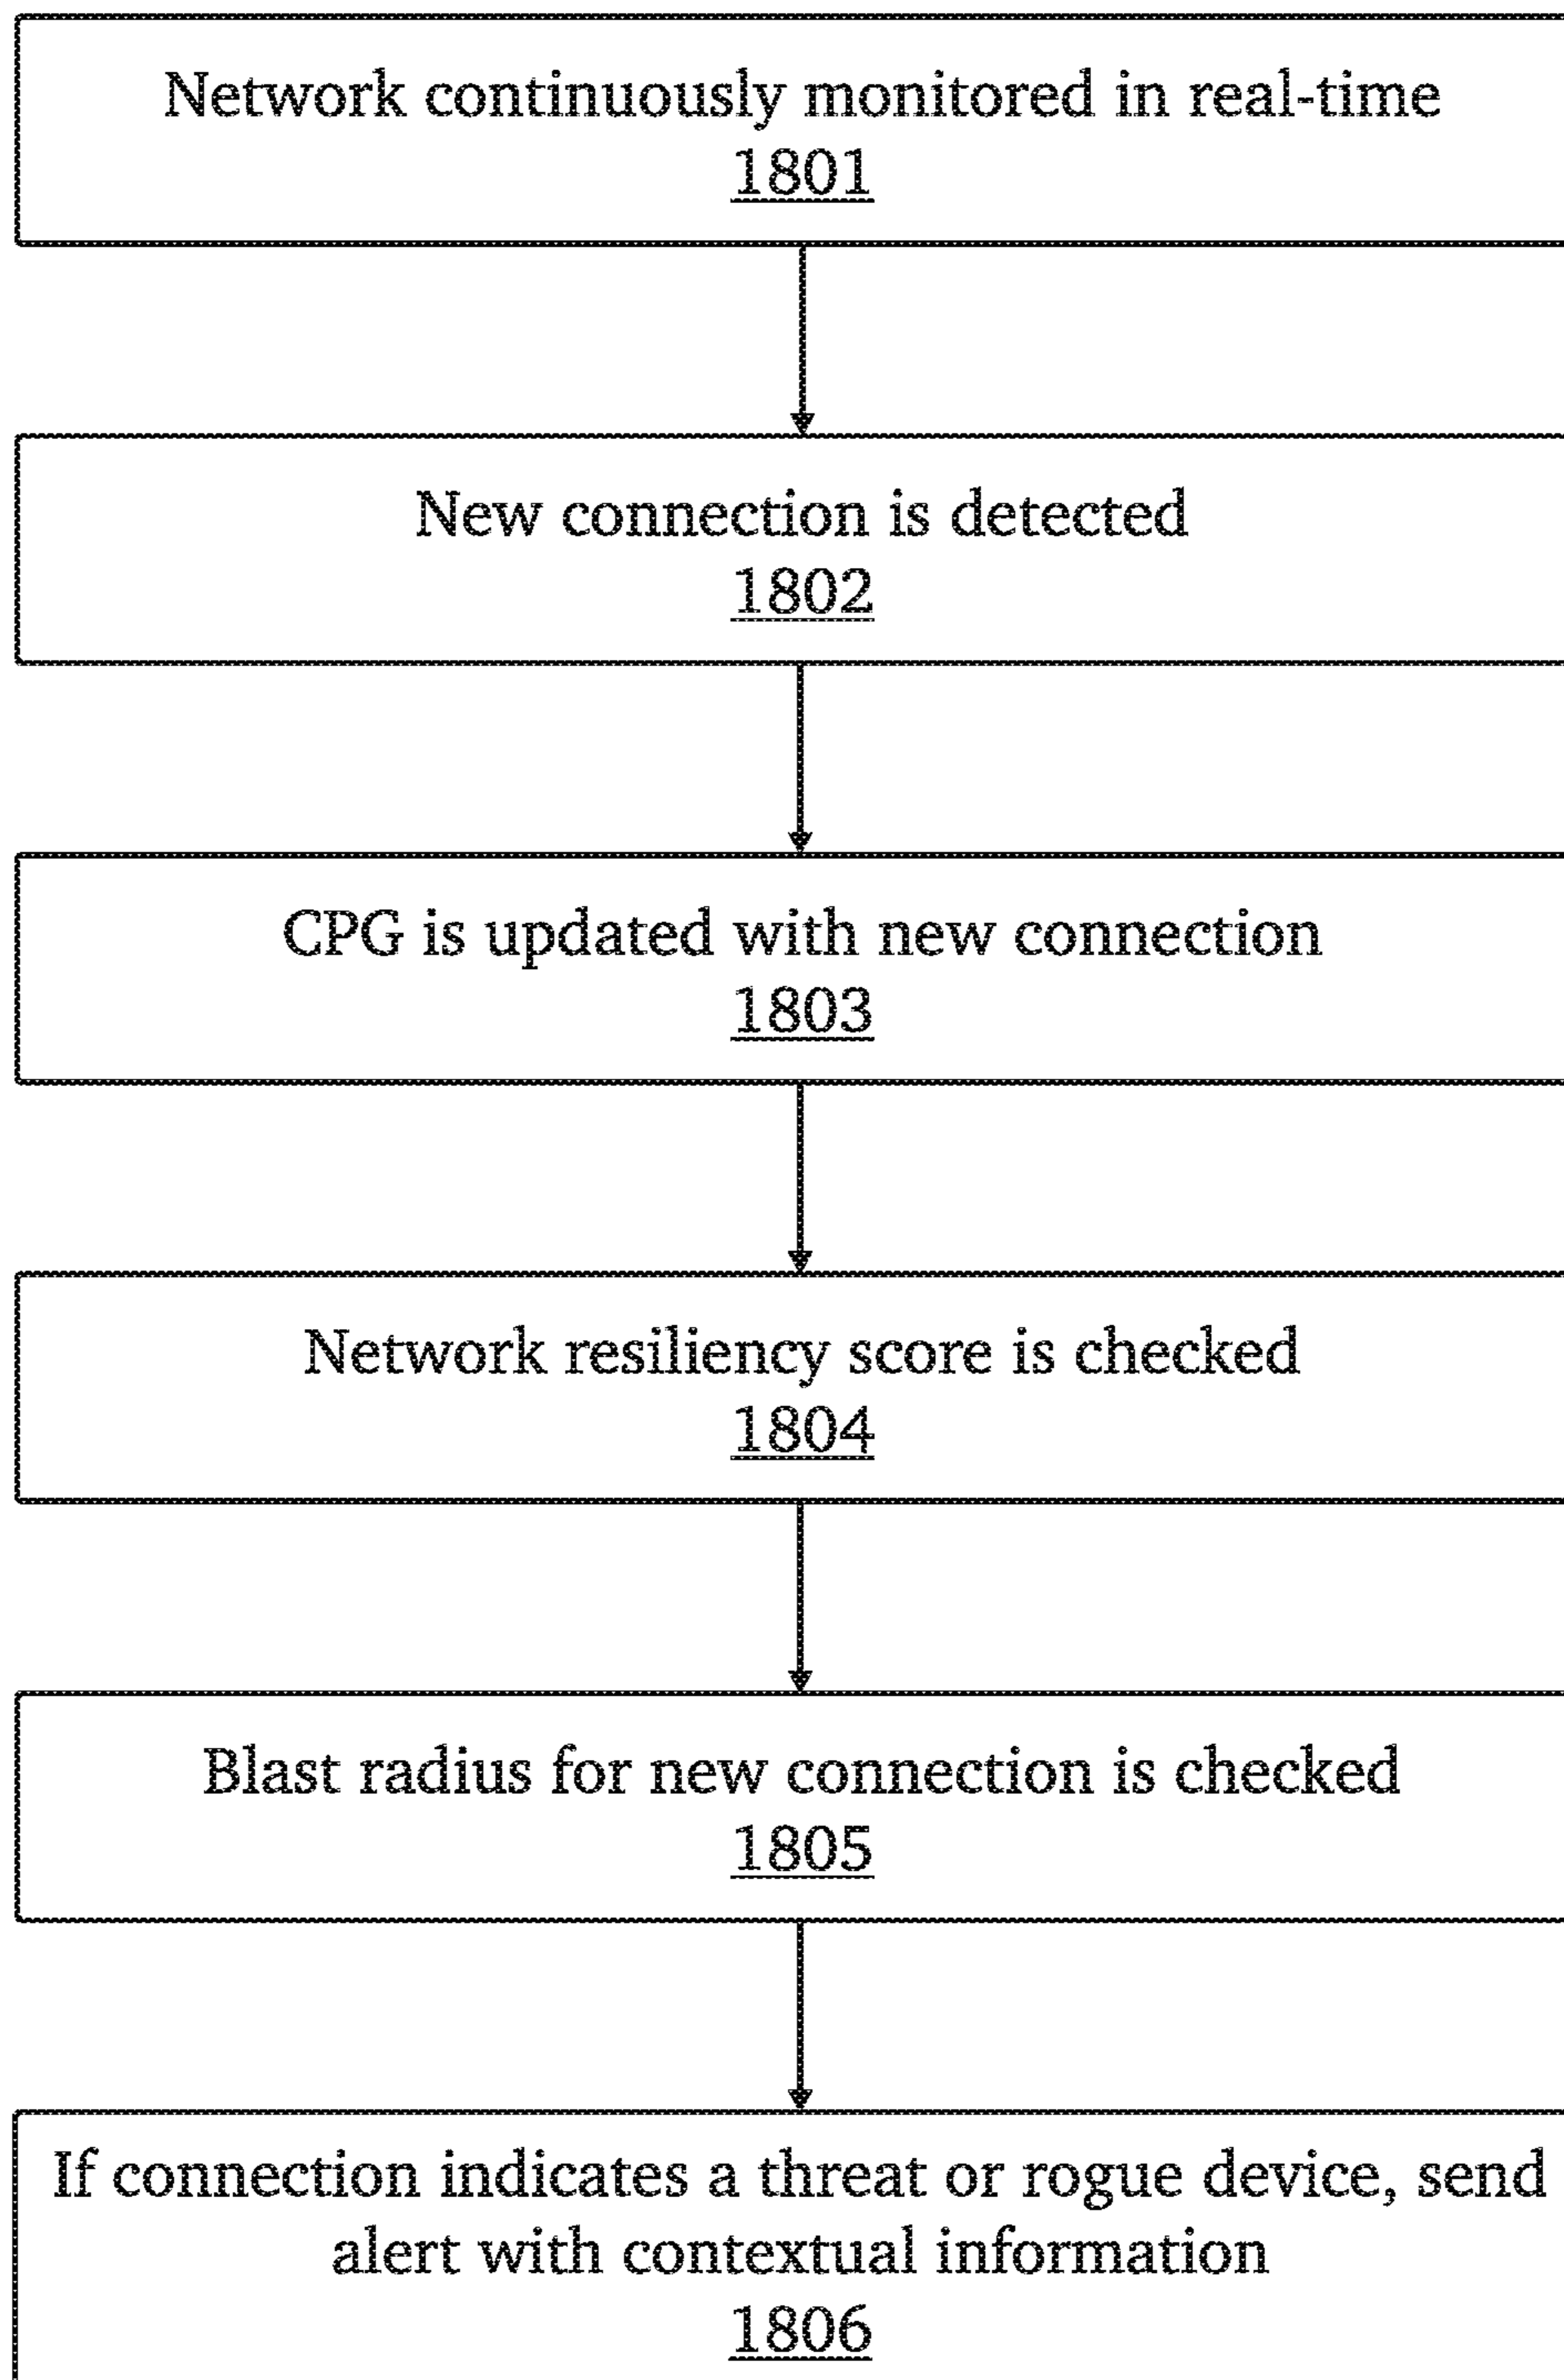 Network continuously monitored in real-time
1801
New connection is detected
1802
CPG is updated with new connection
1803
Network resiliency score is checked
1804
Blast radius for new connection is checked
1805
If connection indicates a threat or rogue device, send
alert with contextual information
1806